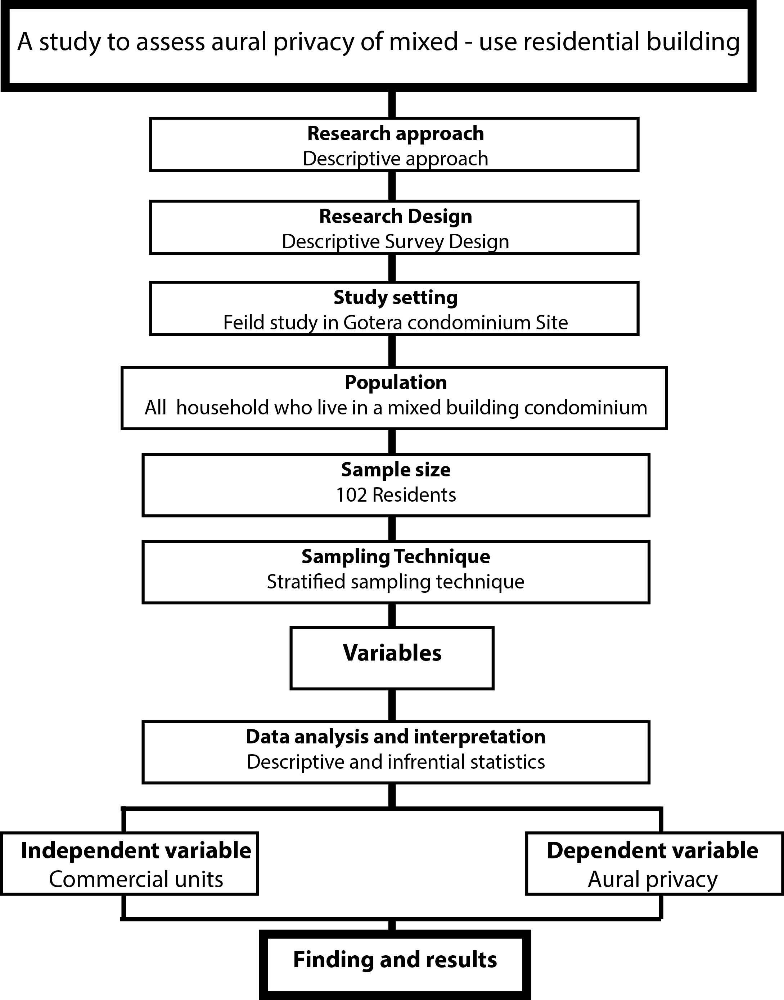 A study to assess aural privacy of mixed - use residential building
Research approach
Descriptive approach
Research Design
Descriptive Survey Design
Study setting
Feild study in Gotera condominium Site
Population
All household who live in a mixed building condominium
Sample size
102 Residents
Sampling Technique
Stratified sampling technique
Variables
Data analysis and interpretation
Descriptive and infrential statistics
Independent variable
Commercial units
Dependent variable
Aural privacy
Finding and results